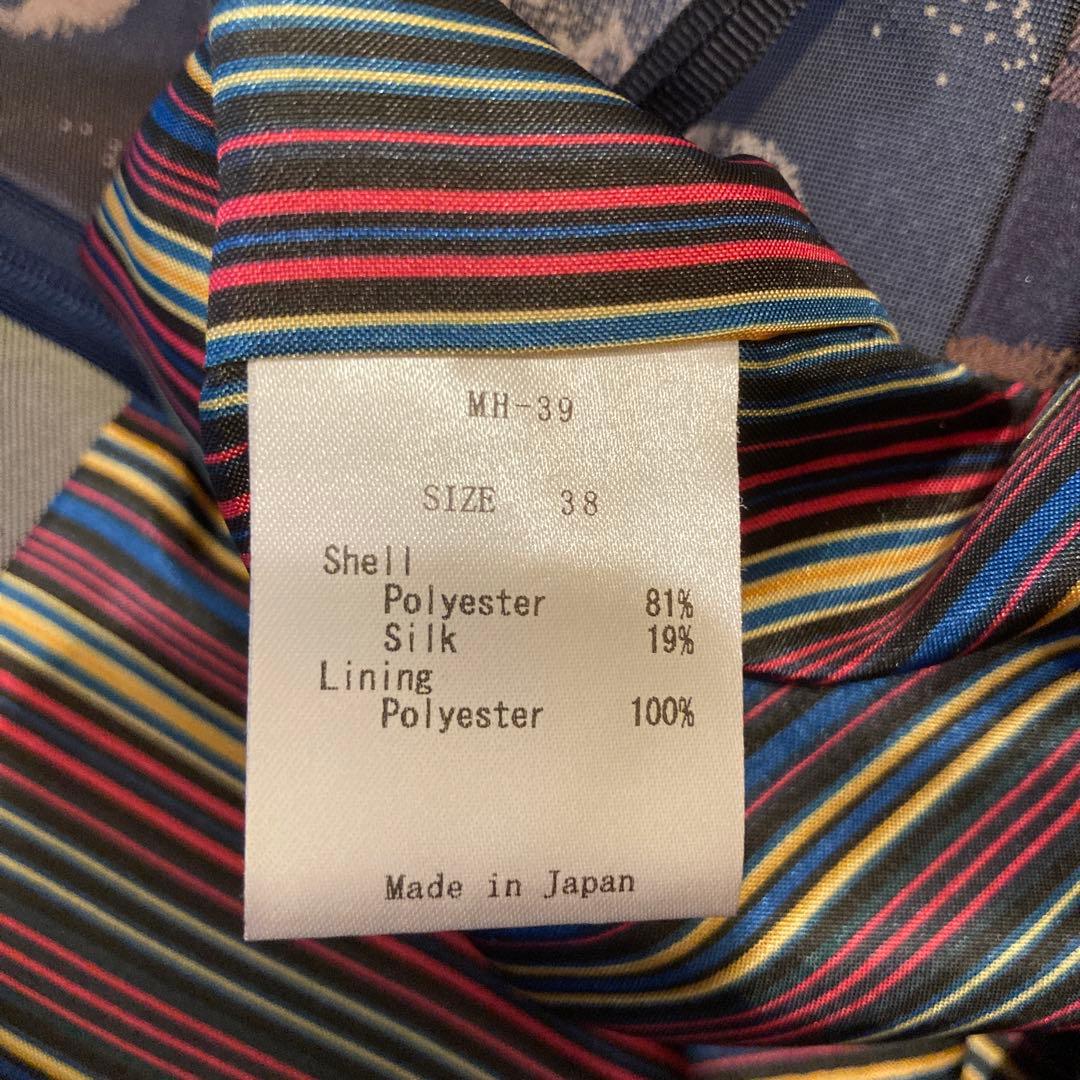 MH-39
SIZE 38
Shell
Polyester 81%
Silk 19%
Lining
Polyester 100%
Made in Japan